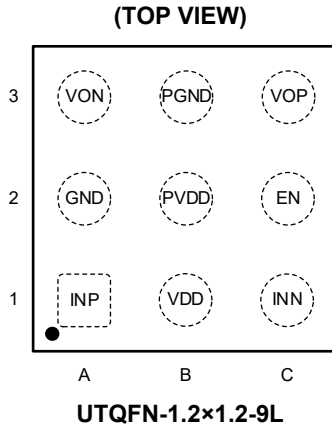 (TOP VIEW)
3 VON PGND VOP
2 GND PVDD EN
1 INP VDD INN
A B C
UTQFN-1.2×1.2-9L